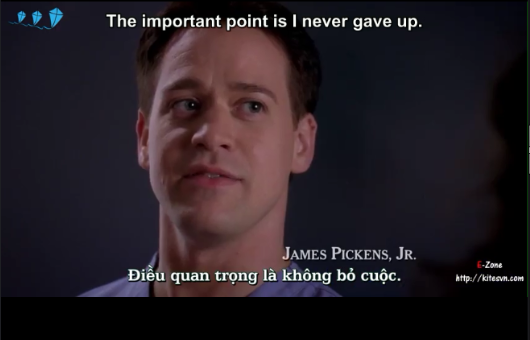 The important point is I never gave up.
JAMES PICKENS, JR.
Điều quan trọng là không bỏ cuộc.
E-Zone
http://kitesvn.com